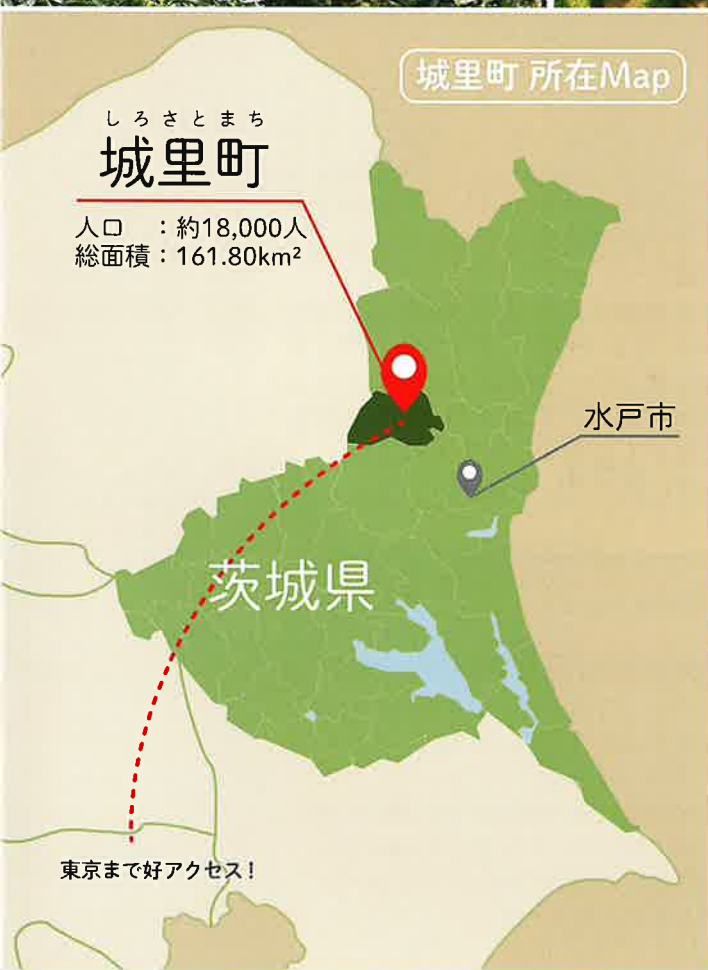 城里町 所在Map
しろさとまち
城里町
人口　：約18,000人
総面積：161.80km²
水戸市
茨城県
東京まで好アクセス！